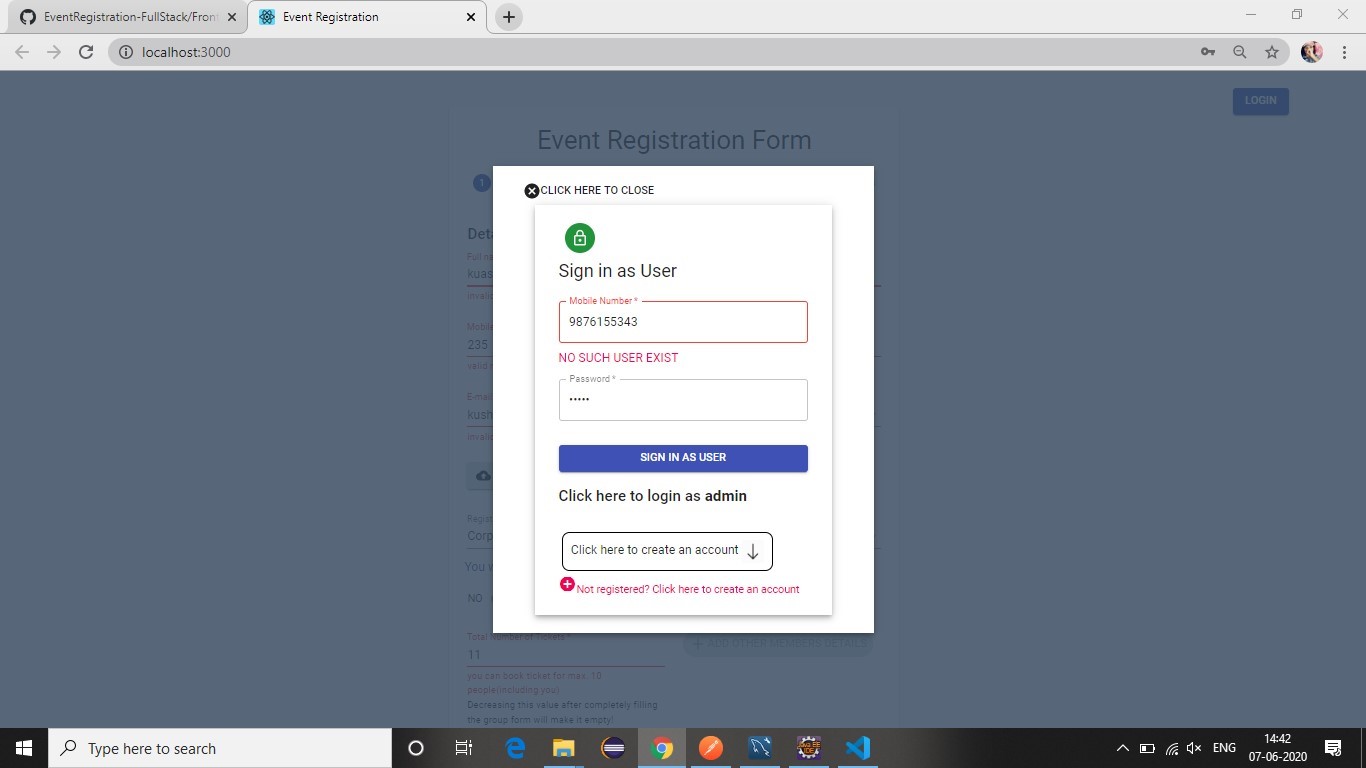 EventRegistration-FullStack/Front
Event Registration
localhost:3000
LOGIN
Event Registration Form
1
CLICK HERE TO CLOSE
Sign in as User
Mobile Number *
9876155343
NO SUCH USER EXIST
Password *
•••••
SIGN IN AS USER
Click here to login as admin
Click here to create an account
Not registered? Click here to create an account
Deta
Full n
kuas
invalid
Mobile
235
valid
E-mail
kush
invalid
Regist
Corp
You w
NO
Total Number of Tickets *
11
ADD OTHER MEMBERS DETAILS
you can book ticket for max. 10
people(including you)
Decreasing this value after completely filling
the group form will make it empty!
Type here to search
ENG
14:42
07-06-2020